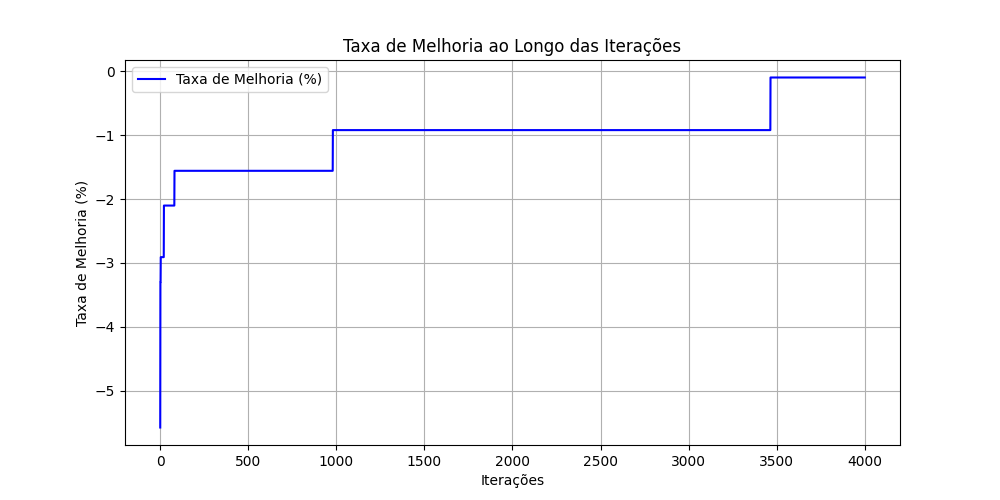 Taxa de Melhoria ao Longo das Iterações
Taxa de Melhoria (%)
Taxa de Melhoria (%)
0
−1
−2
−3
−4
−5
0 500 1000 1500 2000 2500 3000 3500 4000
Iterações